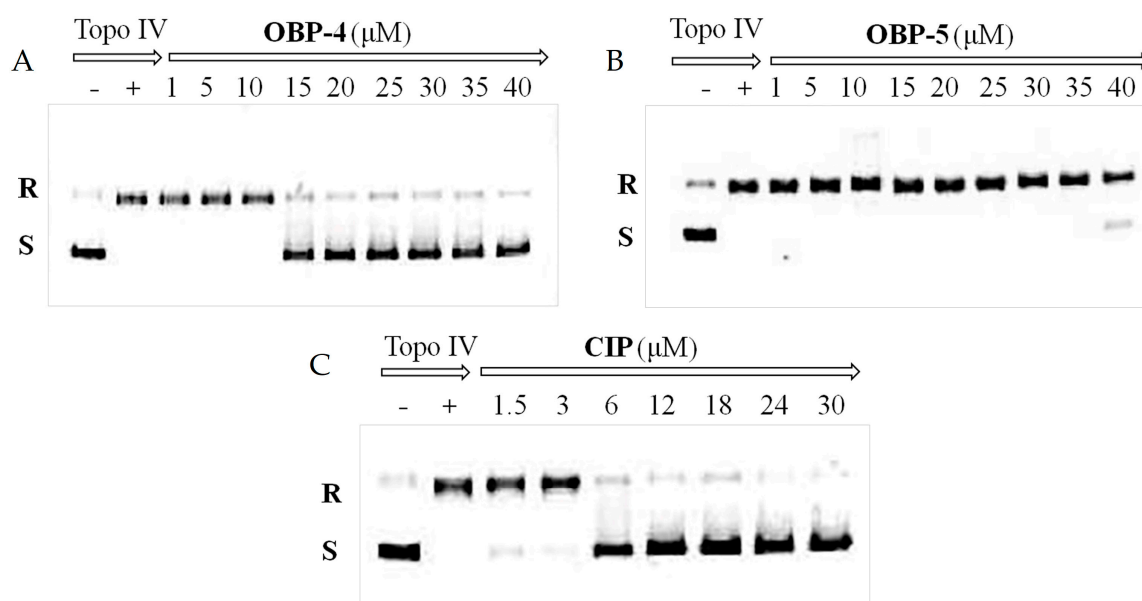 A
Topo IV
OBP-4 (μM)
- + 1 5 10 15 20 25 30 35 40
R
S
B
Topo IV
OBP-5 (μM)
- + 1 5 10 15 20 25 30 35 40
R
S
C
Topo IV
CIP (μM)
- + 1.5 3 6 12 18 24 30
R
S